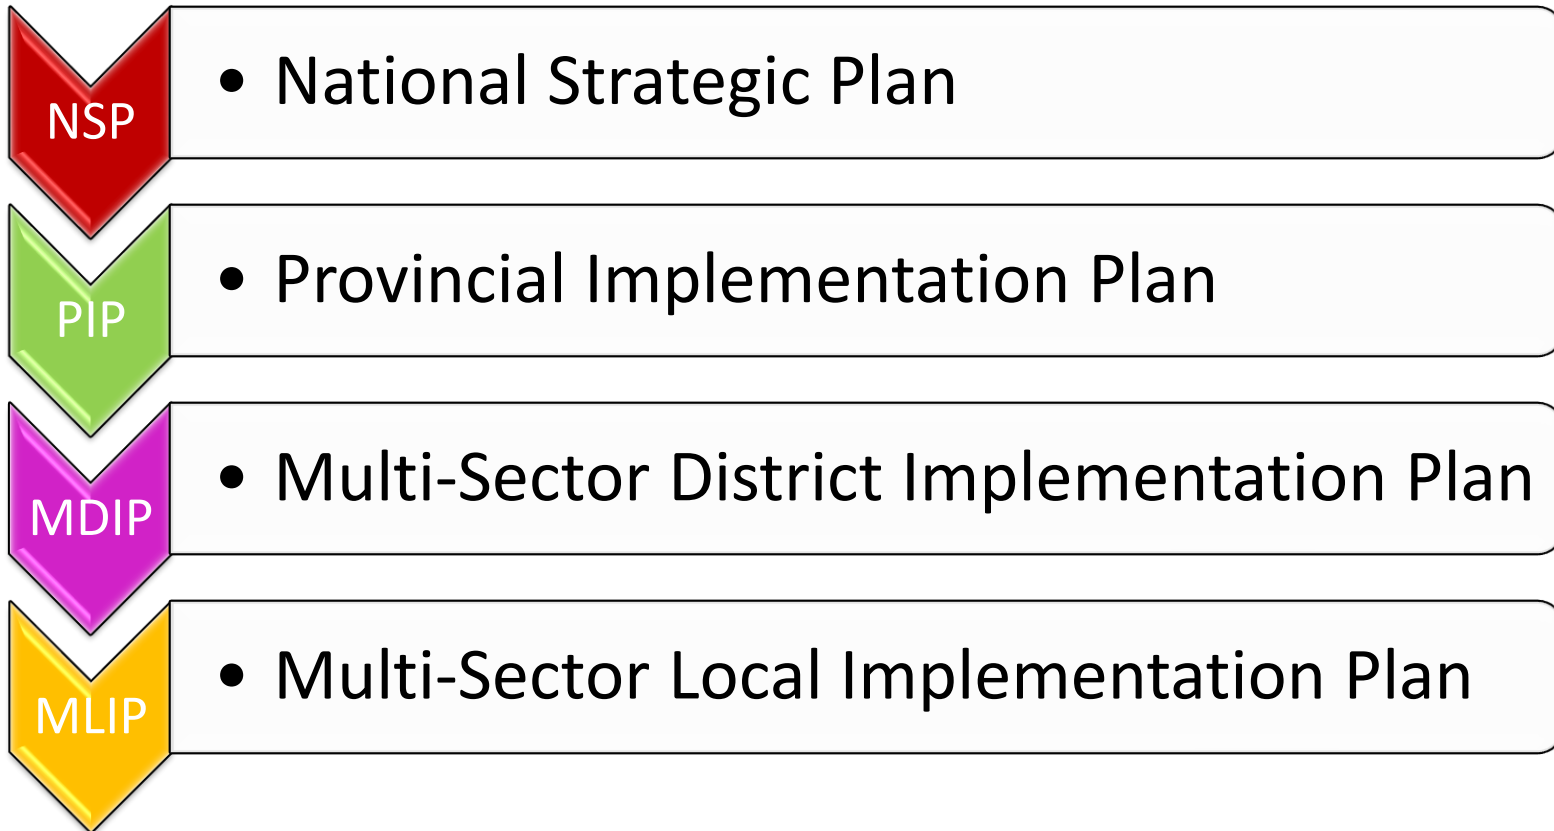 NSP
• National Strategic Plan
PIP
• Provincial Implementation Plan
MDIP
• Multi-Sector District Implementation Plan
MLIP
• Multi-Sector Local Implementation Plan